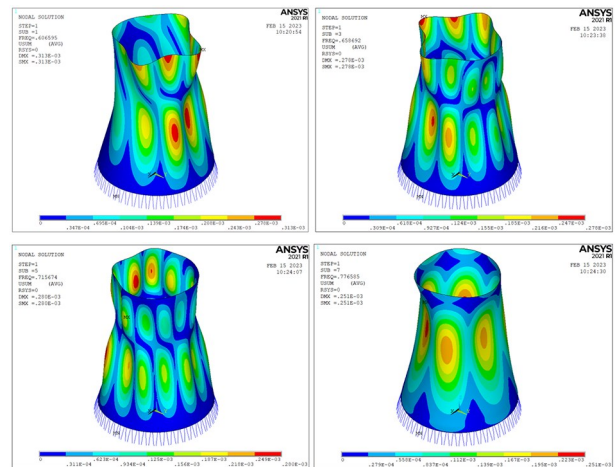 NODAL SOLUTION
STEP=1
SUB =1
FREQ=.606595
USUM (AVG)
RSYS=0
DMX =.313E-03
SMX =.313E-03
ANSYS
2021 R1
FEB 15 2023
10:20:54
MX
MN
0 .695E-04 .139E-03 .313E-03
.347E-04 .104E-03 .174E-03 .243E-03
NODAL SOLUTION
STEP=1
SUB =3
FREQ=.650692
USUM (AVG)
RSYS=0
DMX =.278E-03
SMX =.278E-03
ANSYS
2021 R1
FEB 15 2023
10:23:30
MX
MN
0 .618E-04 .124E-03 .247E-03
.309E-04 .927E-04 .155E-03 .216E-03 .278E-03
NODAL SOLUTION
STEP=1
SUB =5
FREQ=.715674
USUM (AVG)
RSYS=0
DMX =.280E-03
SMX =.280E-03
ANSYS
2021 R1
FEB 15 2023
10:24:07
MX
MN
0 .623E-04 .125E-03 .187E-03 .249E-03
.311E-04 .934E-04 .156E-03 .218E-03 .280E-03
NODAL SOLUTION
STEP=1
SUB =7
FREQ=.776585
USUM (AVG)
RSYS=0
DMX =.251E-03
SMX =.251E-03
ANSYS
2021 R1
FEB 15 2023
10:24:30
MX
MN
0 .558E-04 .112E-03 .167E-03 .223E-03
.279E-04 .837E-04 .139E-03 .195E-03 .251E-03